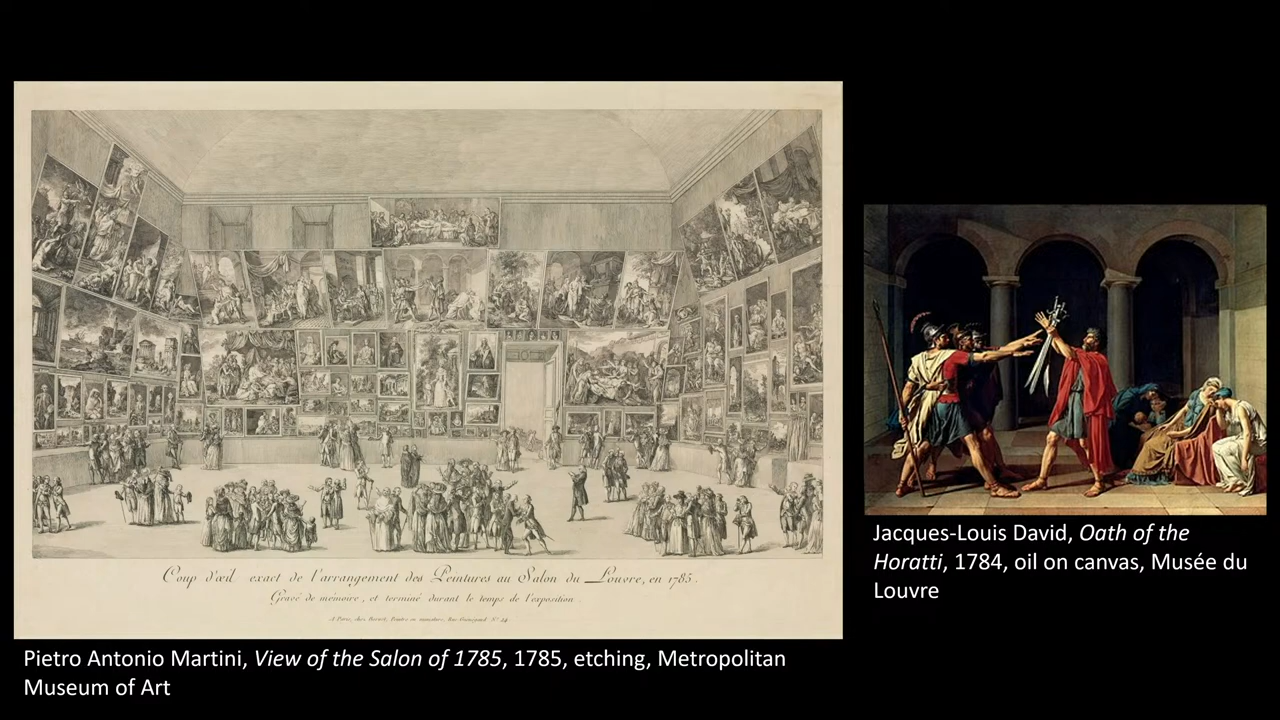 Coup d'œil exact de l'arrangement des Peintures au Salon du Louvre, en 1785.
Gravé de mémoire, et terminé durant le temps de l'exposition.
Pietro Antonio Martini, View of the Salon of 1785, 1785, etching, Metropolitan
Museum of Art
Jacques-Louis David, Oath of the
Horatti, 1784, oil on canvas, Musée du
Louvre